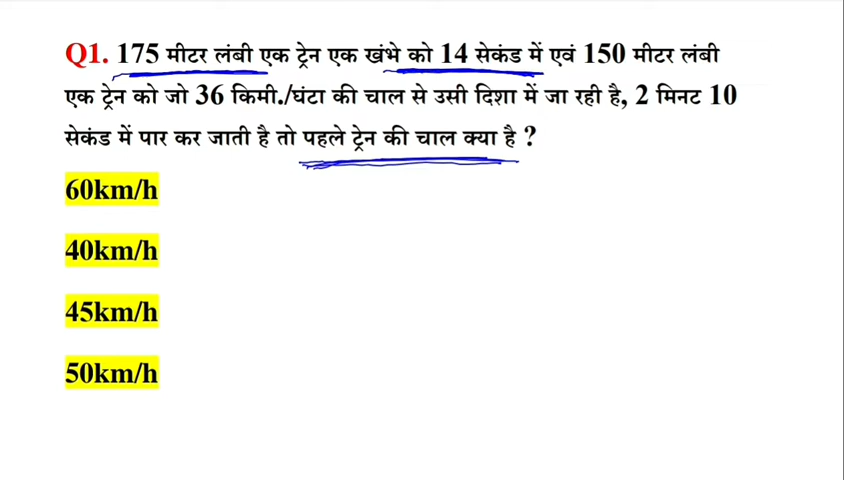 Q1. 175 मीटर लंबी एक ट्रेन एक खंभे को 14 सेकंड में एवं 150 मीटर लंबी
एक ट्रेन को जो 36 किमी./घंटा की चाल से उसी दिशा में जा रही है, 2 मिनट 10
सेकंड में पार कर जाती है तो पहले ट्रेन की चाल क्या है ?
60km/h
40km/h
45km/h
50km/h